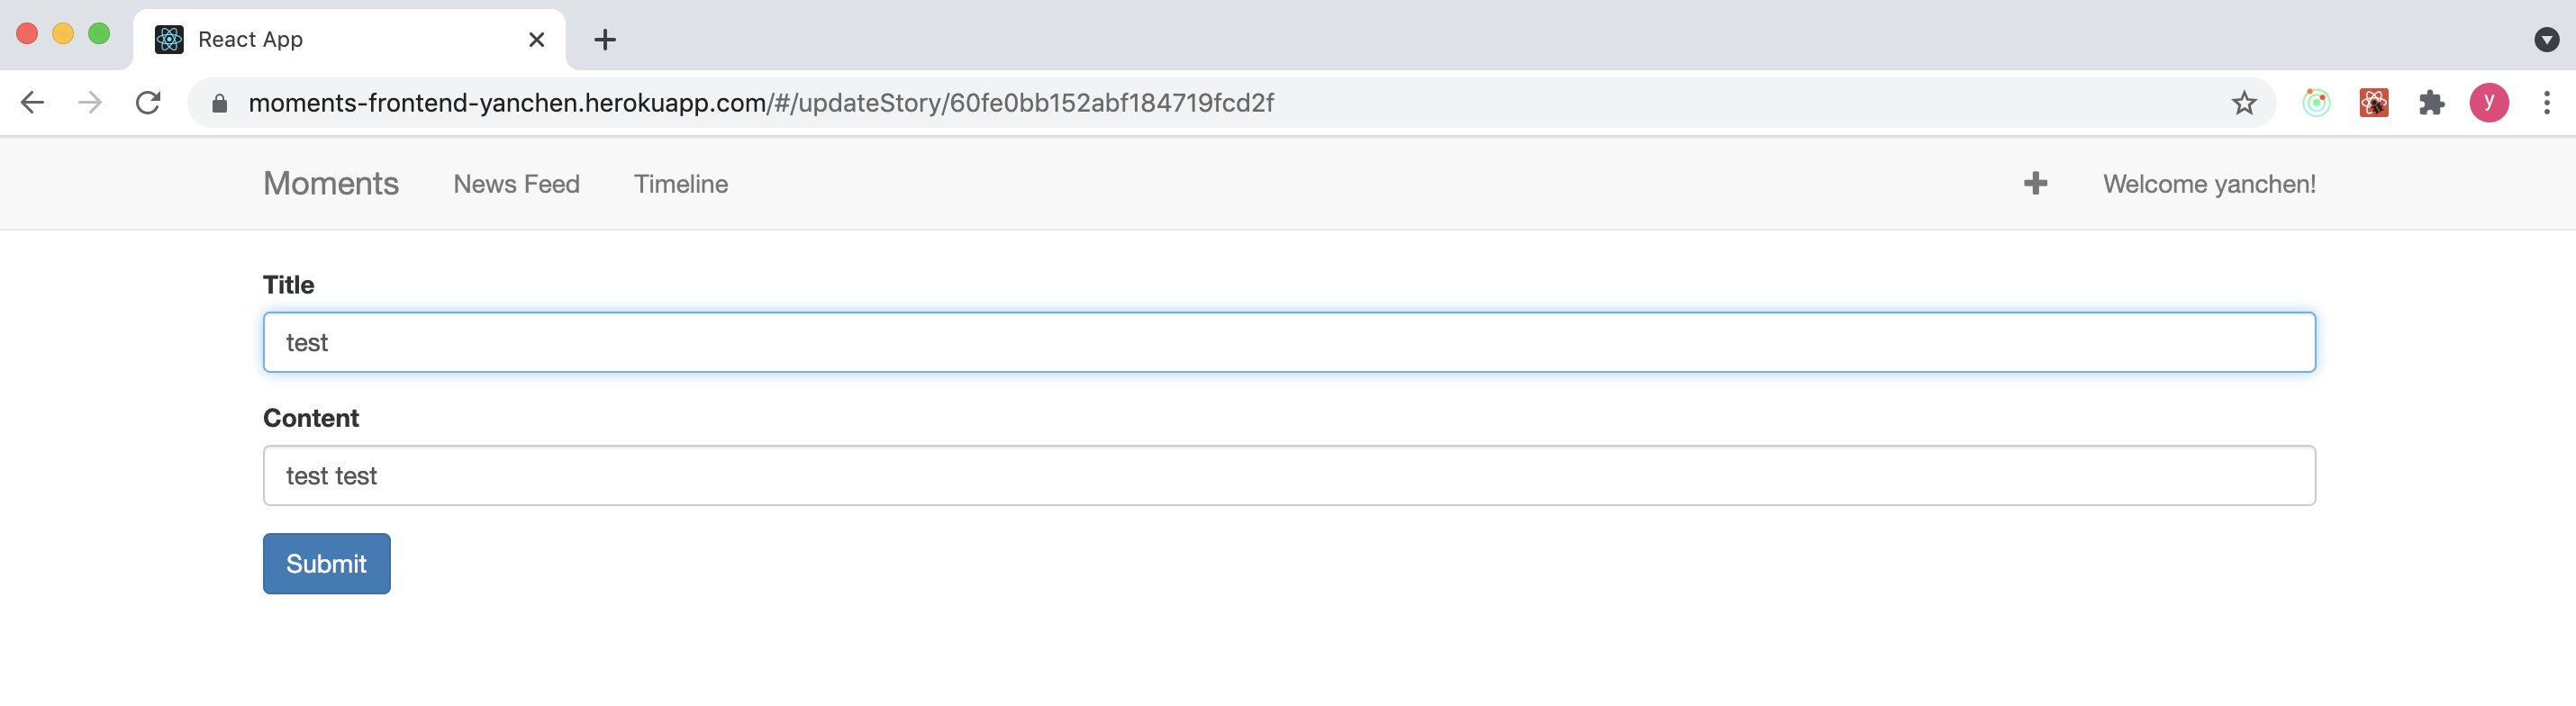 React App
moments-frontend-yanchen.herokuapp.com/#/updateStory/60fe0bb152abf184719fcd2f
y
Moments News Feed Timeline Welcome yanchen!
Title
test
Content
test test
Submit